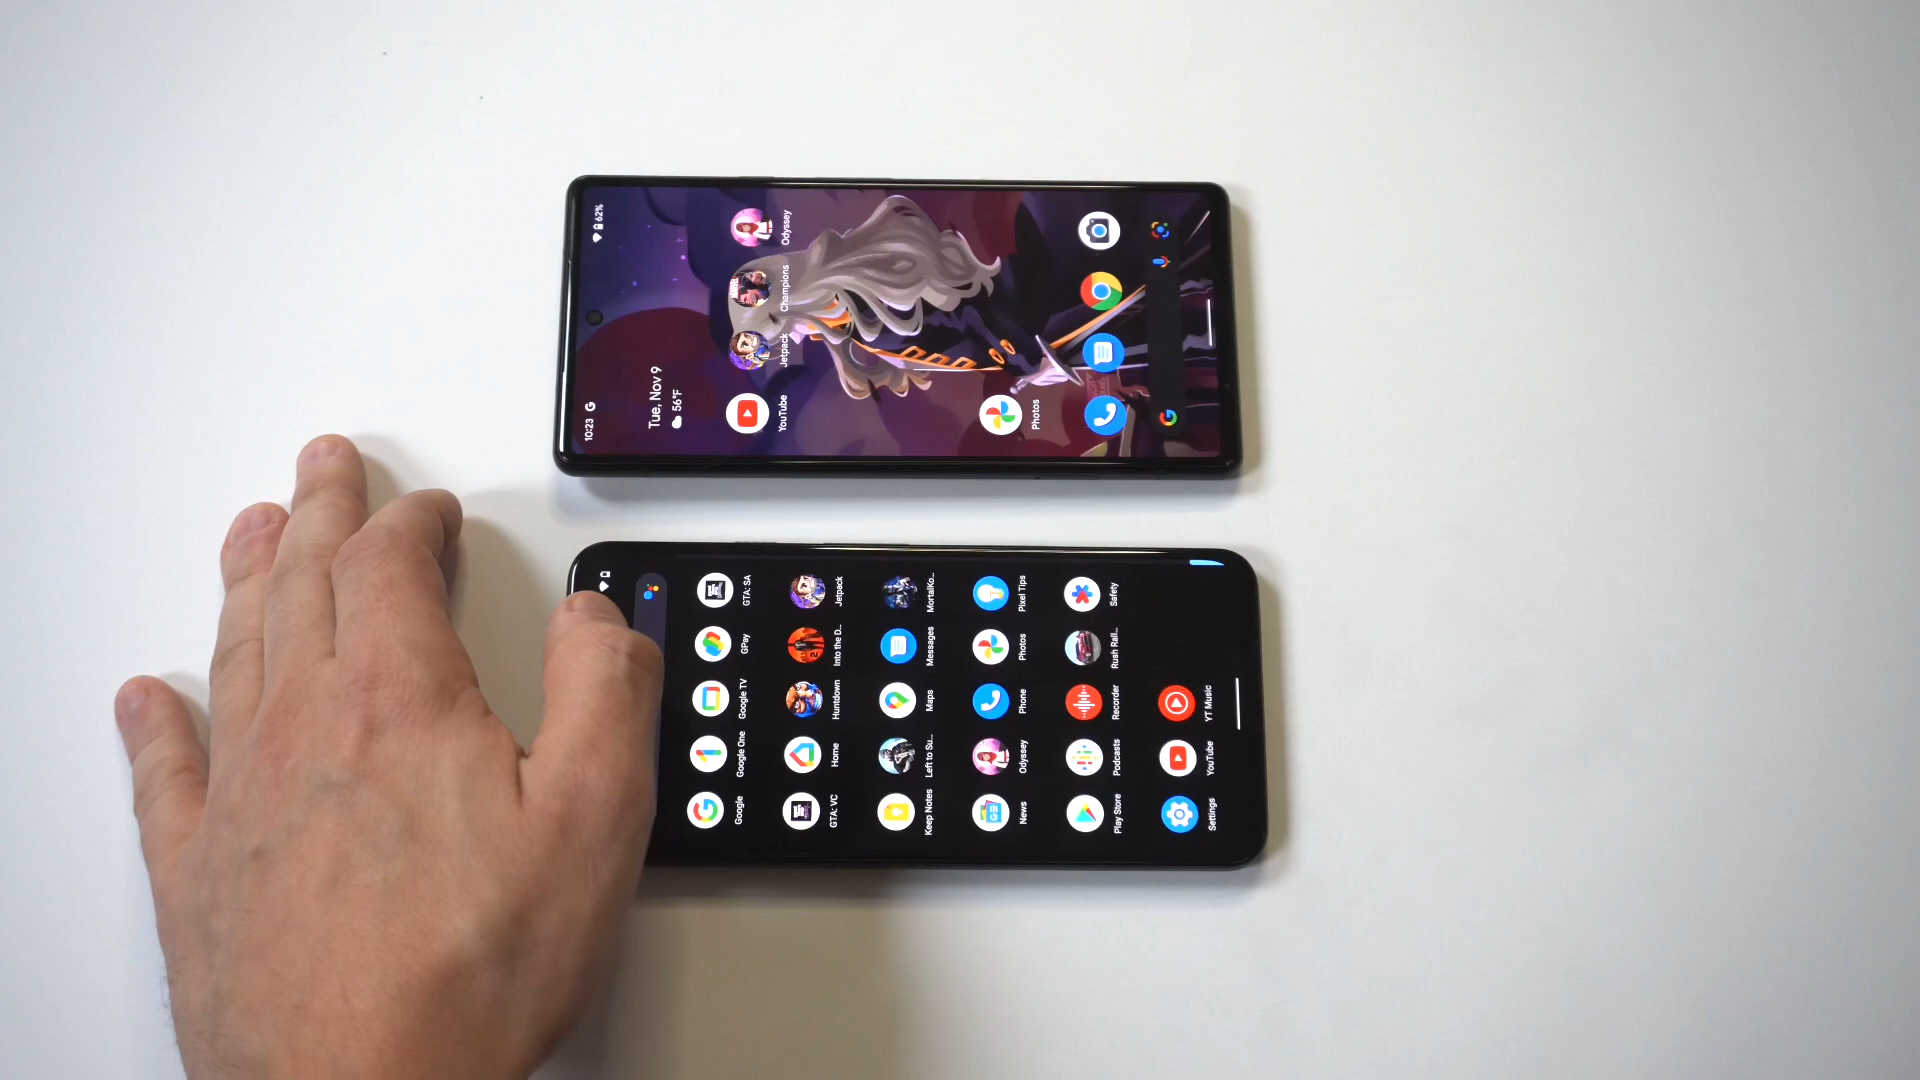 10:23
62%
Tue, Nov 9
56°F
YouTube
Jetpack
Champions
Odyssey
Photos
Google
Google One
Google TV
GPay
GTA: SA
GTA: VC
Home
Huntdown
Into the D...
Jetpack
Keep Notes
Left to Su...
Maps
Messages
MortalKo...
News
Odyssey
Phone
Photos
Pixel Tips
Play Store
Podcasts
Recorder
Rush Rall...
Safety
Settings
YouTube
YT Music